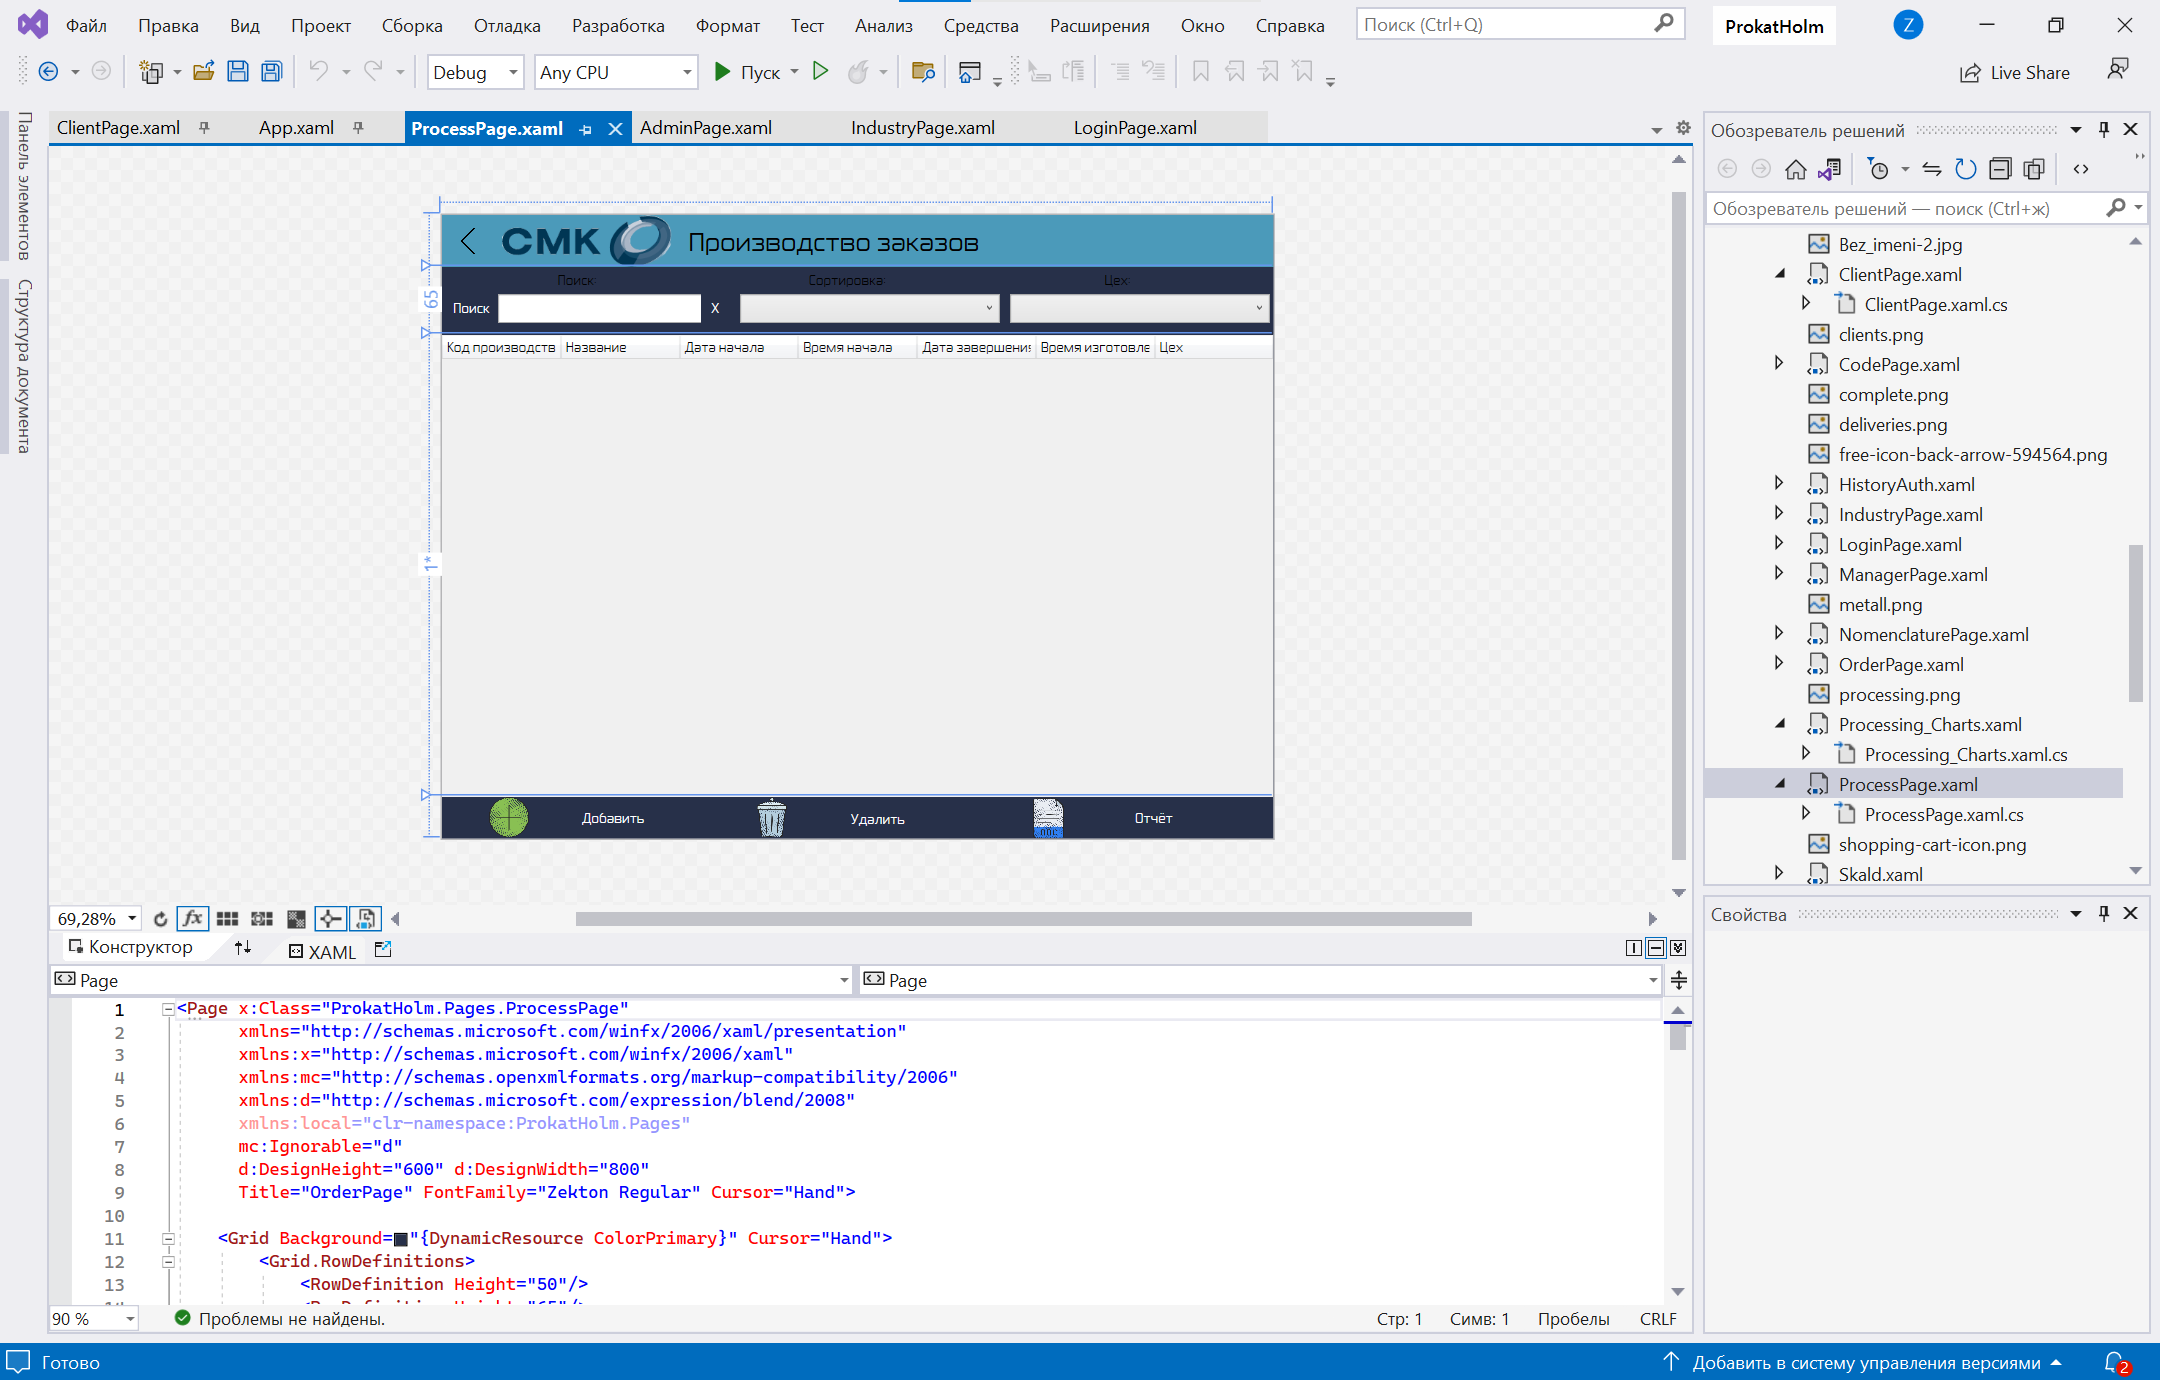 Файл Правка Вид Проект Сборка Отладка Разработка Формат Тест Анализ Средства Расширения Окно Справка Поиск (Ctrl+Q) ProkatHolm Z
Debug Any CPU Пуск Live Share
Панель элементов
Структура документа
ClientPage.xaml App.xaml ProcessPage.xaml AdminPage.xaml IndustryPage.xaml LoginPage.xaml
СМК Производство заказов
Поиск: Сортировка: Цех:
65
Поиск X
Код производств Название Дата начала Время начала Дата завершения Время изготовле Цех
1*
Добавить Удалить Отчёт
69,28%
Конструктор XAML
Page Page
1 <Page x:Class="ProkatHolm.Pages.ProcessPage"
2 xmlns="http://schemas.microsoft.com/winfx/2006/xaml/presentation"
3 xmlns:x="http://schemas.microsoft.com/winfx/2006/xaml"
4 xmlns:mc="http://schemas.openxmlformats.org/markup-compatibility/2006"
5 xmlns:d="http://schemas.microsoft.com/expression/blend/2008"
6 xmlns:local="clr-namespace:ProkatHolm.Pages"
7 mc:Ignorable="d"
8 d:DesignHeight="600" d:DesignWidth="800"
9 Title="OrderPage" FontFamily="Zekton Regular" Cursor="Hand">
10
11 <Grid Background="{DynamicResource ColorPrimary}" Cursor="Hand">
12 <Grid.RowDefinitions>
13 <RowDefinition Height="50"/>
90 % Проблемы не найдены. Стр: 1 Симв: 1 Пробелы CRLF
Обозреватель решений
Обозреватель решений — поиск (Ctrl+ж)
Bez_imeni-2.jpg
ClientPage.xaml
ClientPage.xaml.cs
clients.png
CodePage.xaml
complete.png
deliveries.png
free-icon-back-arrow-594564.png
HistoryAuth.xaml
IndustryPage.xaml
LoginPage.xaml
ManagerPage.xaml
metall.png
NomenclaturePage.xaml
OrderPage.xaml
processing.png
Processing_Charts.xaml
Processing_Charts.xaml.cs
ProcessPage.xaml
ProcessPage.xaml.cs
shopping-cart-icon.png
Skald.xaml
Свойства
Готово Добавить в систему управления версиями 2